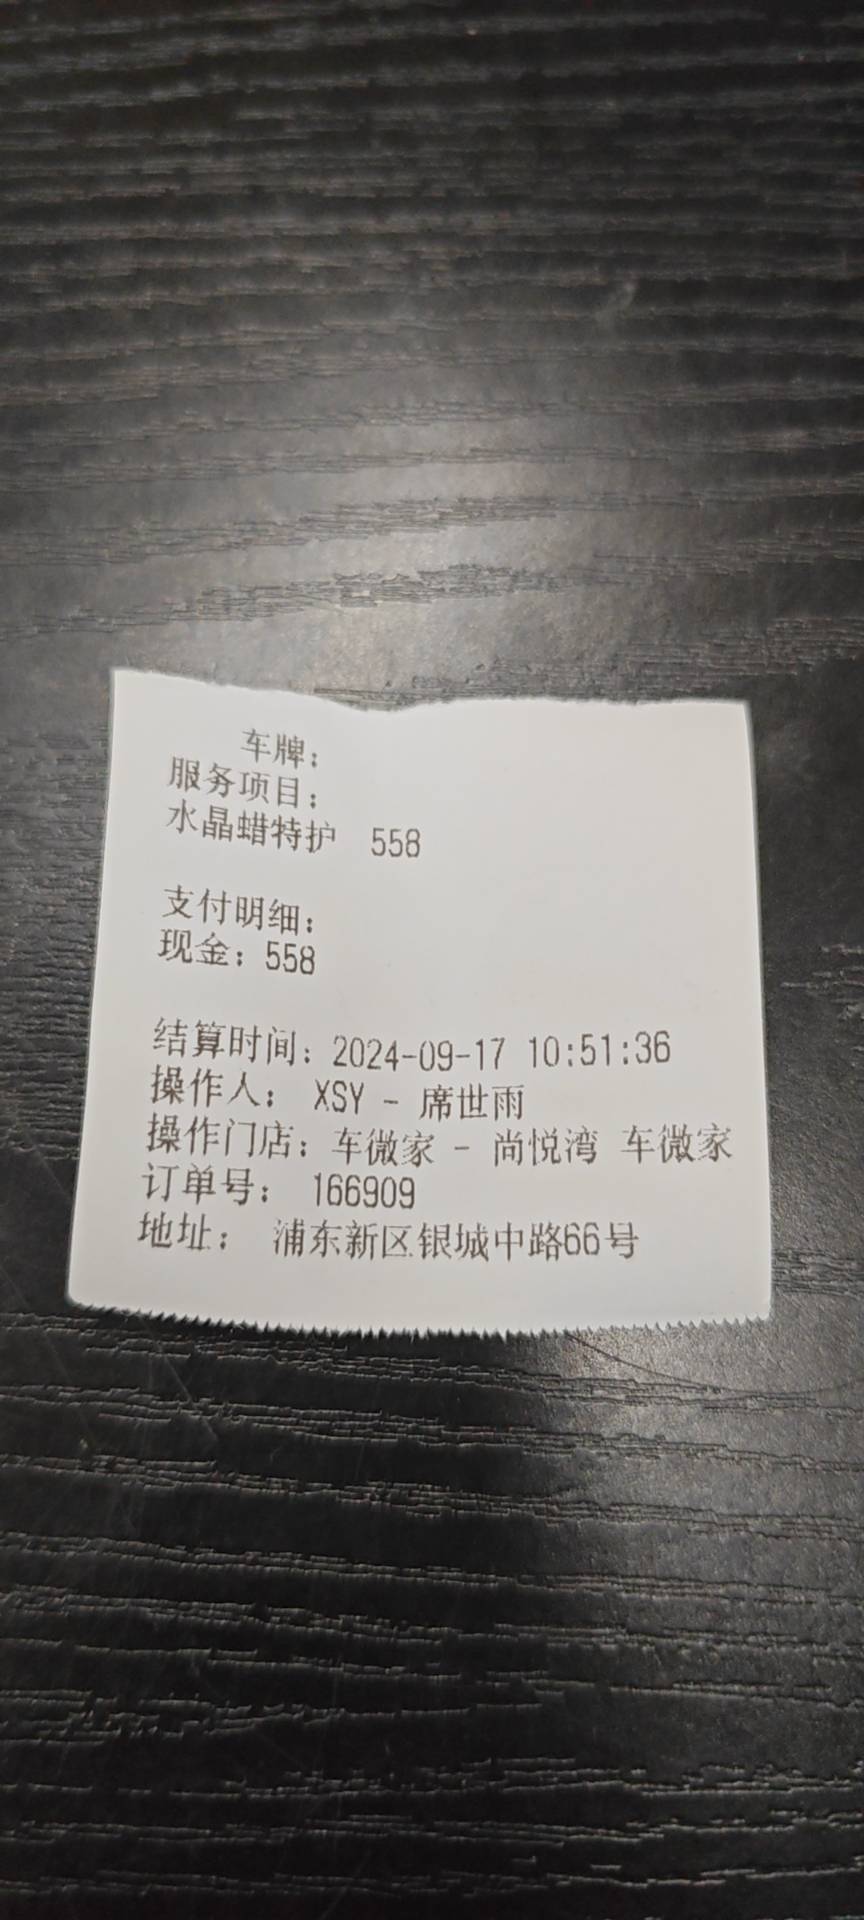 车牌：
服务项目：
水晶蜡特护 558
支付明细：
现金：558
结算时间：2024-09-17 10:51:36
操作人： XSY - 席世雨
操作门店：车微家 - 尚悦湾 车微家
订单号： 166909
地址： 浦东新区银城中路66号